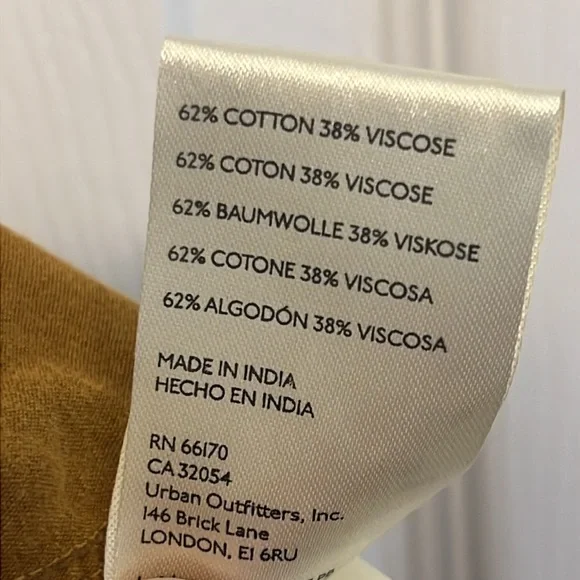 62% COTTON 38% VISCOSE
62% COTON 38% VISCOSE
62% BAUMWOLLE 38% VISKOSE
62% COTONE 38% VISCOSA
62% ALGODÓN 38% VISCOSA
MADE IN INDIA
HECHO EN INDIA
RN 66170
CA 32054
Urban Outfitters, Inc.
146 Brick Lane
LONDON, E1 6RU